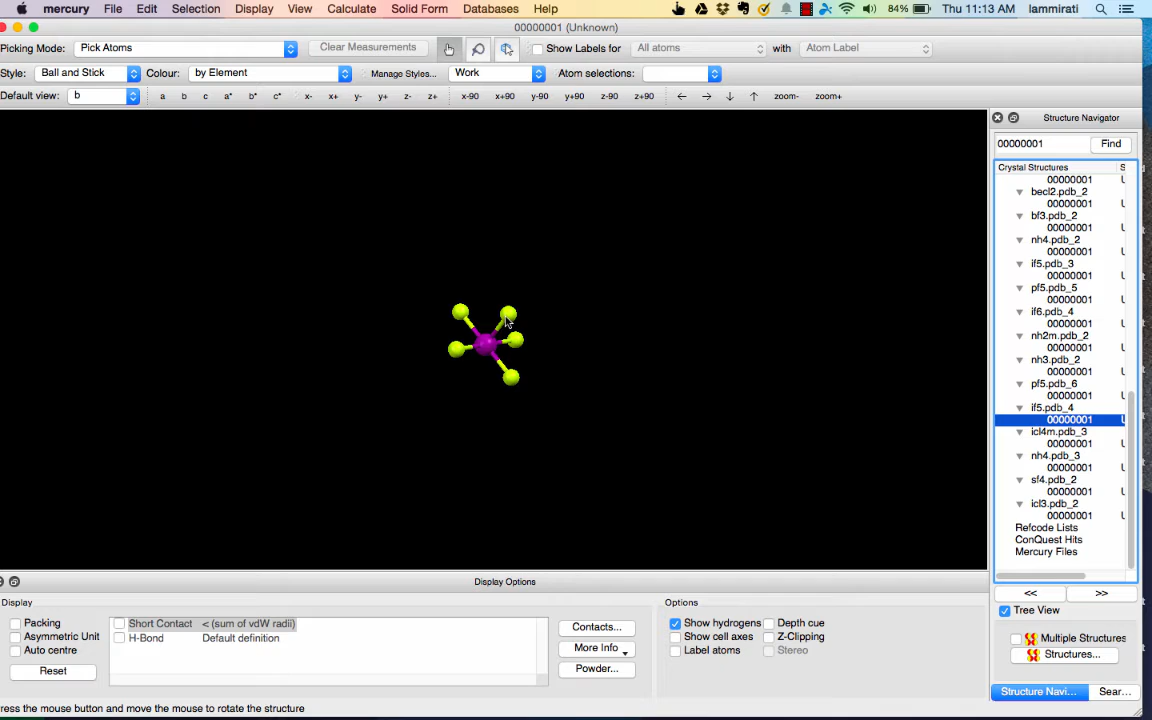 mercury File Edit Selection Display View Calculate Solid Form Databases Help 84% Thu 11:13 AM lammirati
00000001 (Unknown)
Picking Mode: Pick Atoms Clear Measurements Show Labels for All atoms with Atom Label
Style: Ball and Stick Colour: by Element Manage Styles... Work Atom selections:
Default view: b a b c a* b* c* x- x+ y- y+ z- z+ x-90 x+90 y-90 y+90 z-90 z+90 ← → ↓ ↑ zoom- zoom+
Structure Navigator
00000001 Find
Crystal Structures S
00000001 U
becl2.pdb_2
00000001 U
bf3.pdb_2
00000001 U
nh4.pdb_2
00000001 U
if5.pdb_3
00000001 U
pf5.pdb_5
00000001 U
if6.pdb_4
00000001 U
nh2m.pdb_2
00000001 U
nh3.pdb_2
00000001 U
pf5.pdb_6
00000001 U
if5.pdb_4
00000001 U
icl4m.pdb_3
00000001 U
nh4.pdb_3
00000001 U
sf4.pdb_2
00000001 U
icl3.pdb_2
00000001 U
Refcode Lists
ConQuest Hits
Mercury Files
<< >>
Tree View
Multiple Structures
Structures...
Structure Navi... Sear...
Display Options
Display
Packing
Asymmetric Unit
Auto centre
Reset
Short Contact < (sum of vdW radii)
H-Bond Default definition
Contacts...
More Info
Powder...
Options
Show hydrogens Depth cue
Show cell axes Z-Clipping
Label atoms Stereo
ress the mouse button and move the mouse to rotate the structure